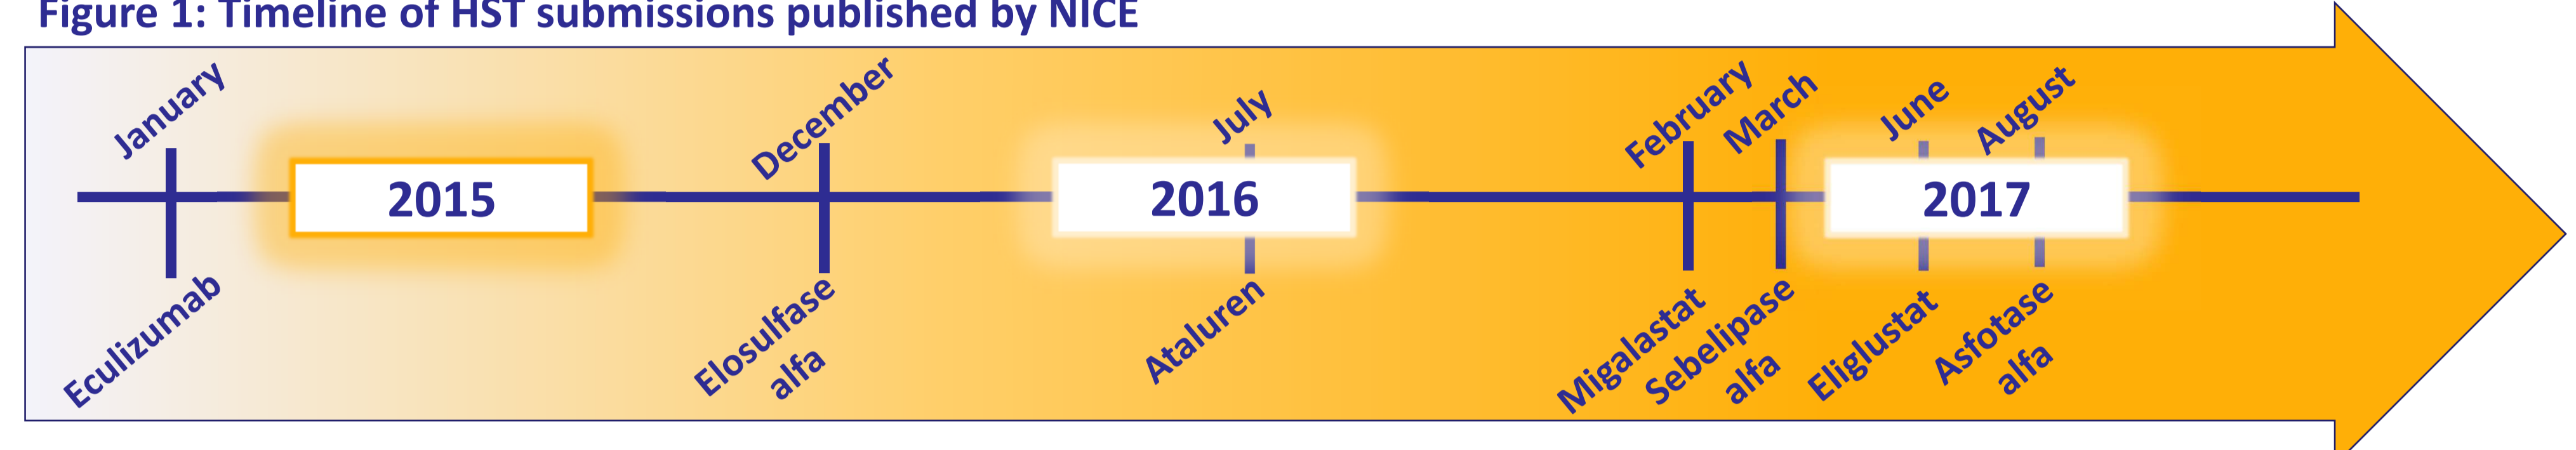 Figure 1: Timeline of HST submissions published by NICE
January
December
July
February
March
June
August
2015
2016
2017
Eculizumab
Elosulfase
alfa
Ataluren
Migalastat
Sebelipase
alfa
Eliglustat
Asfotase
alfa